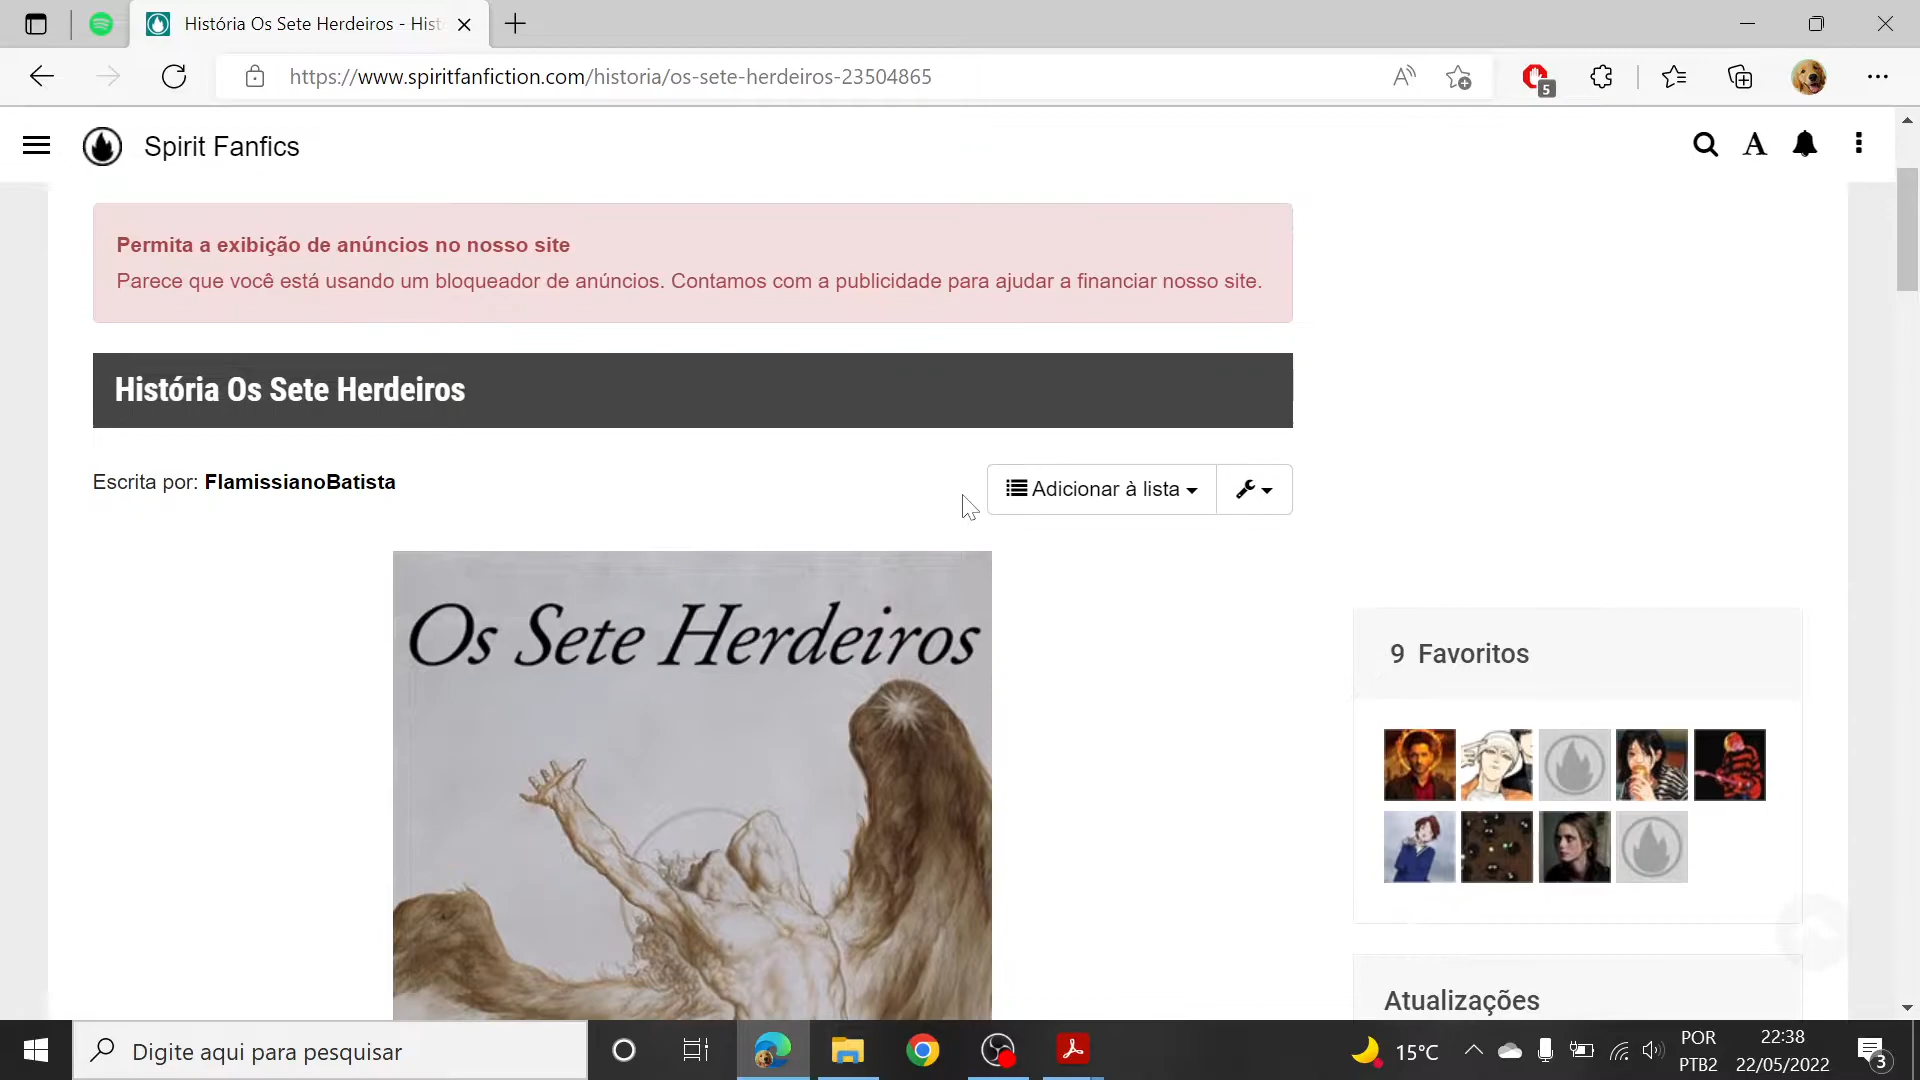 História Os Sete Herdeiros - Hist
https://www.spiritfanfiction.com/historia/os-sete-herdeiros-23504865
5
Spirit Fanfics
Permita a exibição de anúncios no nosso site
Parece que você está usando um bloqueador de anúncios. Contamos com a publicidade para ajudar a financiar nosso site.
História Os Sete Herdeiros
Escrita por: FlamissianoBatista
Adicionar à lista
Os Sete Herdeiros
9 Favoritos
Atualizações
Digite aqui para pesquisar
15°C
POR
PTB2
22:38
22/05/2022
3